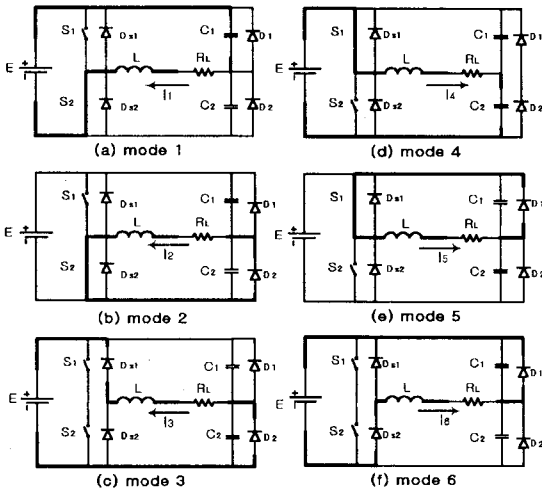 S1
Ds1
C1
D1
L
RL
E
+
I1
S2
Ds2
C2
D2
(a) mode 1
S1
Ds1
C1
D1
L
RL
E
+
I4
S2
Ds2
C2
D2
(d) mode 4
S1
Ds1
C1
D1
L
RL
E
+
I2
S2
Ds2
C2
D2
(b) mode 2
S1
Ds1
C1
D1
L
RL
E
+
I5
S2
Ds2
C2
D2
(e) mode 5
S1
Ds1
C1
D1
L
RL
E
+
I3
S2
Ds2
C2
D2
(c) mode 3
S1
Ds1
C1
D1
L
RL
E
+
I6
S2
Ds2
C2
D2
(f) mode 6